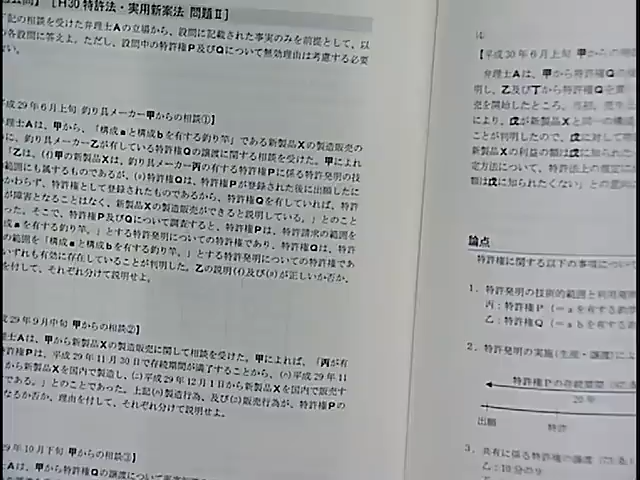 【H30 特許法・実用新案法 問題Ⅱ】
下記の相談を受けた弁理士Aの立場から、設問に記載された事実のみを前提として、以
の各設問に答えよ。ただし、設問中の特許権P及びQについて無効理由は考慮する必要
ない。
平成29年6月上旬 釣り具メーカー甲からの相談①】
理士Aは、甲から、「構成aと構成bを有する釣り竿」である新製品Xの製造販売の
に、釣り具メーカー乙が有している特許権Qの譲渡に関する相談を受けた。甲によれ
「乙は、(イ)甲の新製品Xは、釣り具メーカー丙の有する特許権Pに係る特許発明の技
範囲にも属するものであるが、(ロ)特許権Qは、特許権Pが登録された後に出願したに
かわらず、特許権として登録されたものであるから、特許権Qを有していれば、特許
が障害となることはなく、新製品Xの製造販売ができると説明している。」とのこと
った。そこで、特許権P及びQについて調査すると、特許権Pは、特許請求の範囲を
成aを有する釣り竿。」とする特許発明についての特許権であり、特許権Qは、特許
の範囲を「構成aと構成bを有する釣り竿。」とする特許発明についての特許権であ
いずれも有効に存在していることが判明した。乙の説明(イ)及び(ロ)が正しいか否か、
を付して、それぞれ分けて説明せよ。
年9月中旬 甲からの相談②】
Aは、甲から新製品Xの製造販売に関して相談を受けた。甲によれば、「丙が有
特許権Pは、平成29年11月30日で存続期間が満了することから、(ハ)平成29年11
から新製品Xを国内で製造し、(ニ)平成29年12月1日から新製品Xを国内で販売す
である。」とのことであった。上記(ハ)製造行為、及び(ニ)販売行為が、特許権Pの
なるか否か、理由を付して、それぞれ分けて説明せよ。
29年10月下旬 甲からの相談③】
士Aは、甲から特許権Qの譲渡について
(4)
【平成30年6月上旬 甲から
弁理士Aは、甲から特許権Q
明し、乙及び丁から特許権Qを
売を開始したところ、
により、戊が新製品Xと同一の構造
ことが判明したので、戊に対して
新製品Xの利益の額は戊に知られた
定方法について、特許法上の規定に
額は戊に知られたくない」との意向
論点
特許権に関する以下の事項につい
1. 特許発明の技術的範囲と利用発明
丙:特許権P(=aを有する釣竿
乙:特許権Q(=abを有する
2. 特許発明の実施(生産・譲渡)
特許権Pの存続期間
20年
出願
特許
3. 共有に係る特許権の譲渡
乙:10分の9